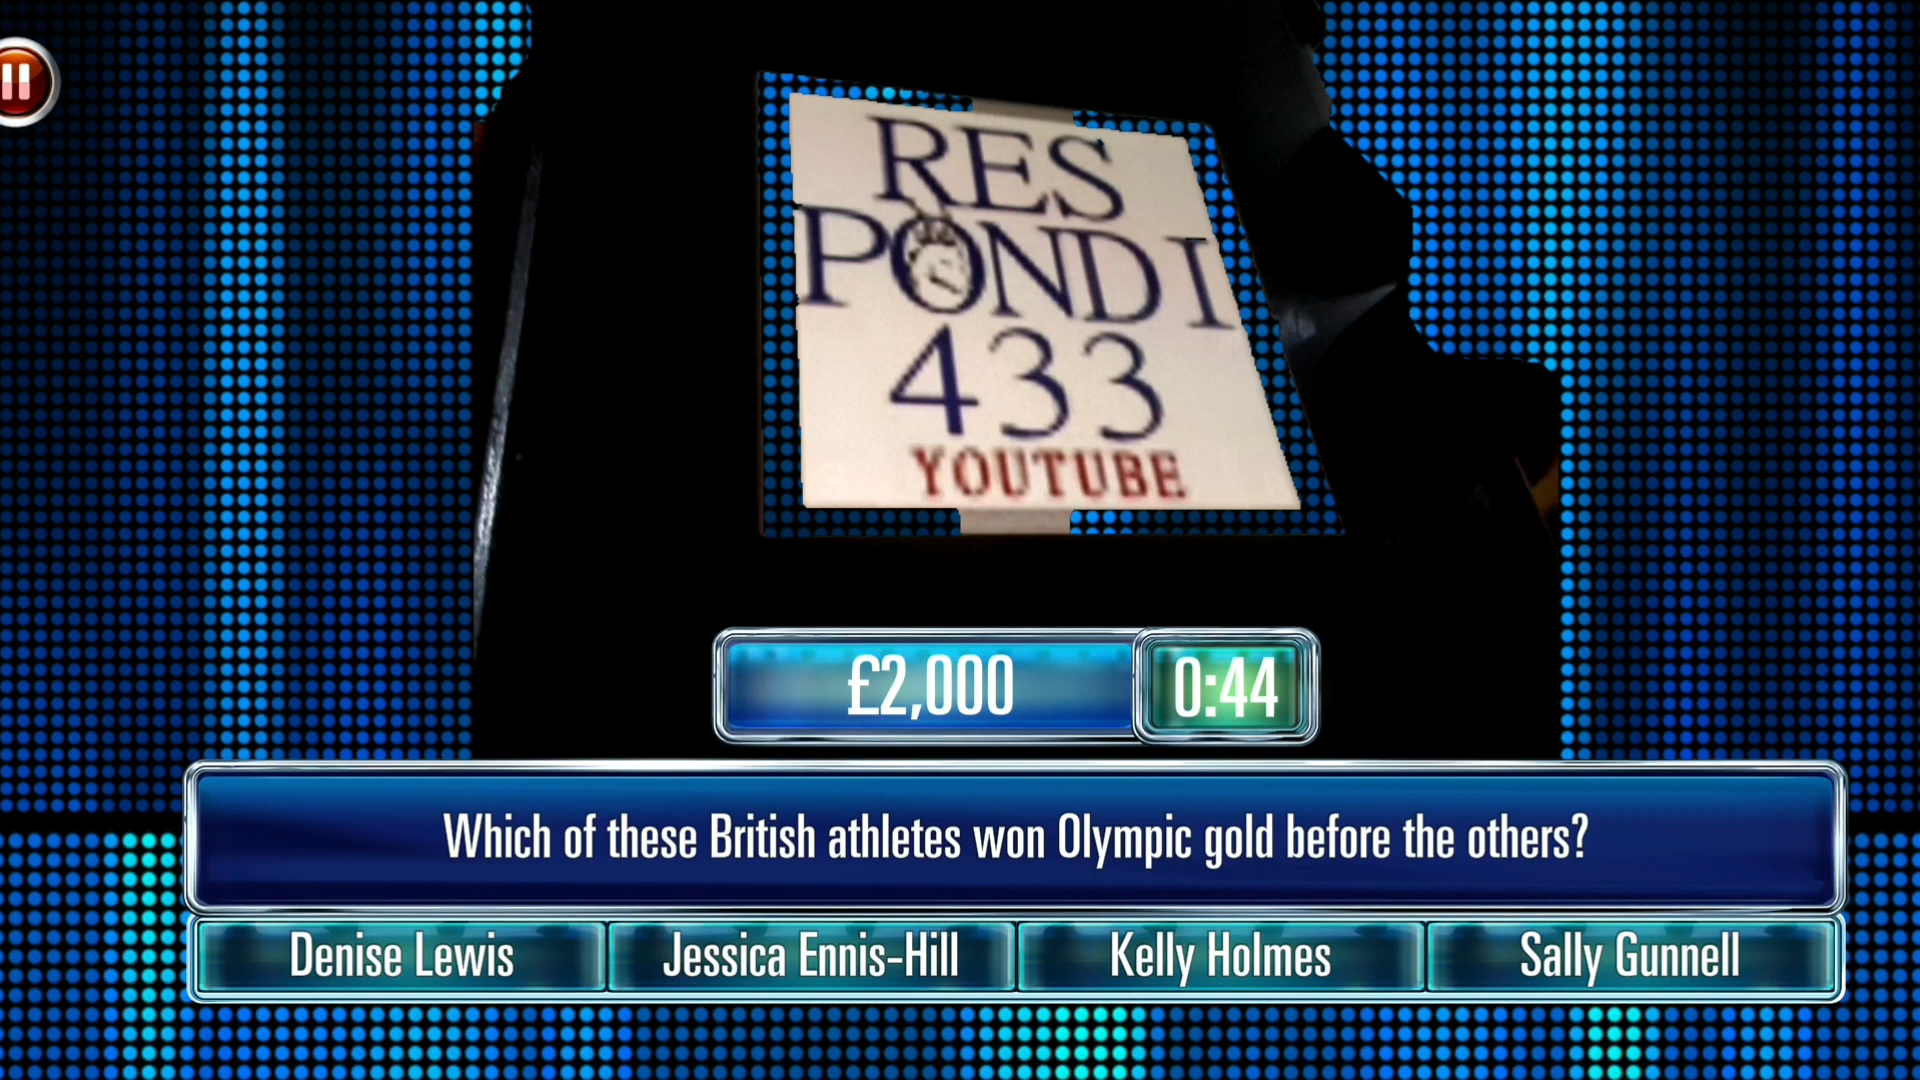 RES
POND I
433
YOUTUBE
£2,000
0:44
Which of these British athletes won Olympic gold before the others?
Denise Lewis
Jessica Ennis-Hill
Kelly Holmes
Sally Gunnell